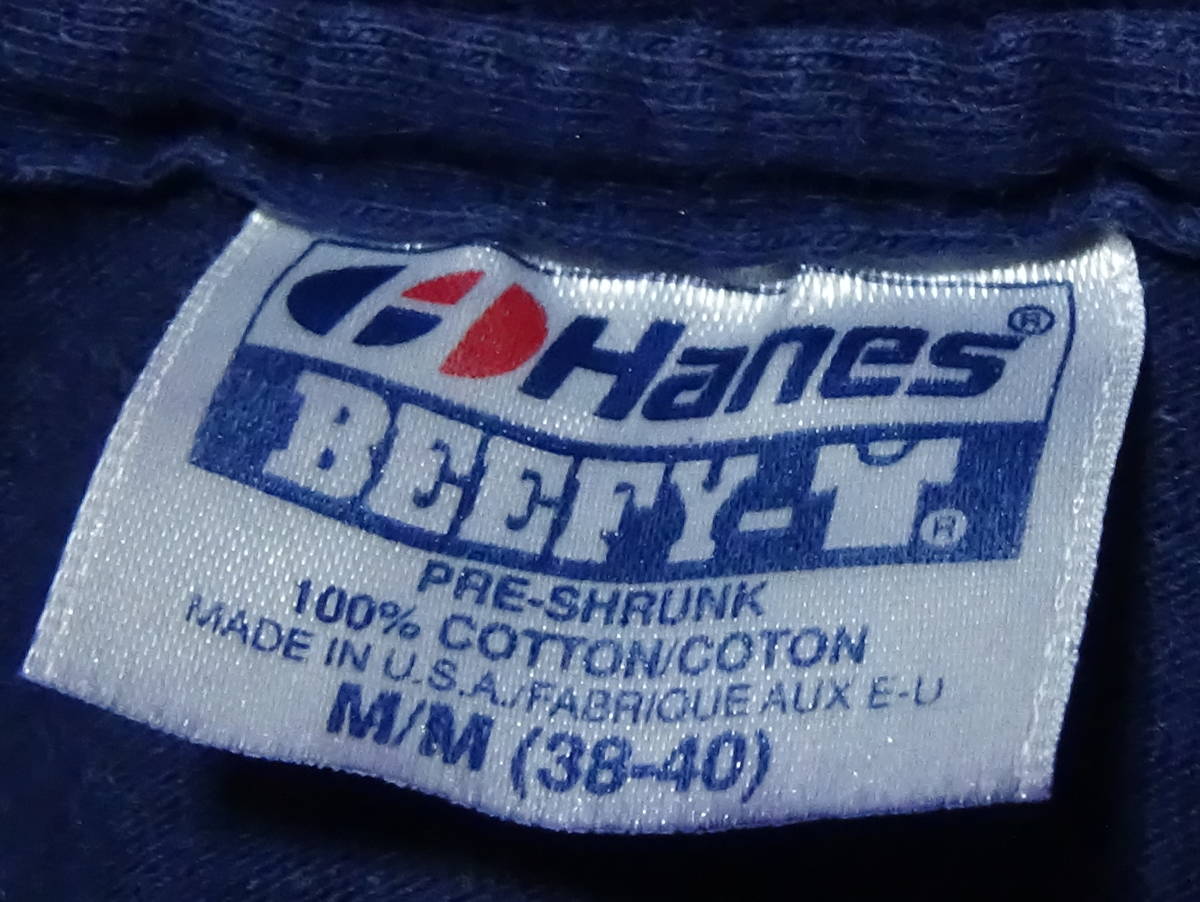 Hanes®
BEEFY-T®
PRE-SHRUNK
100% COTTON/COTON
MADE IN U.S.A./FABRIQUE AUX E-U
M/M (38-40)